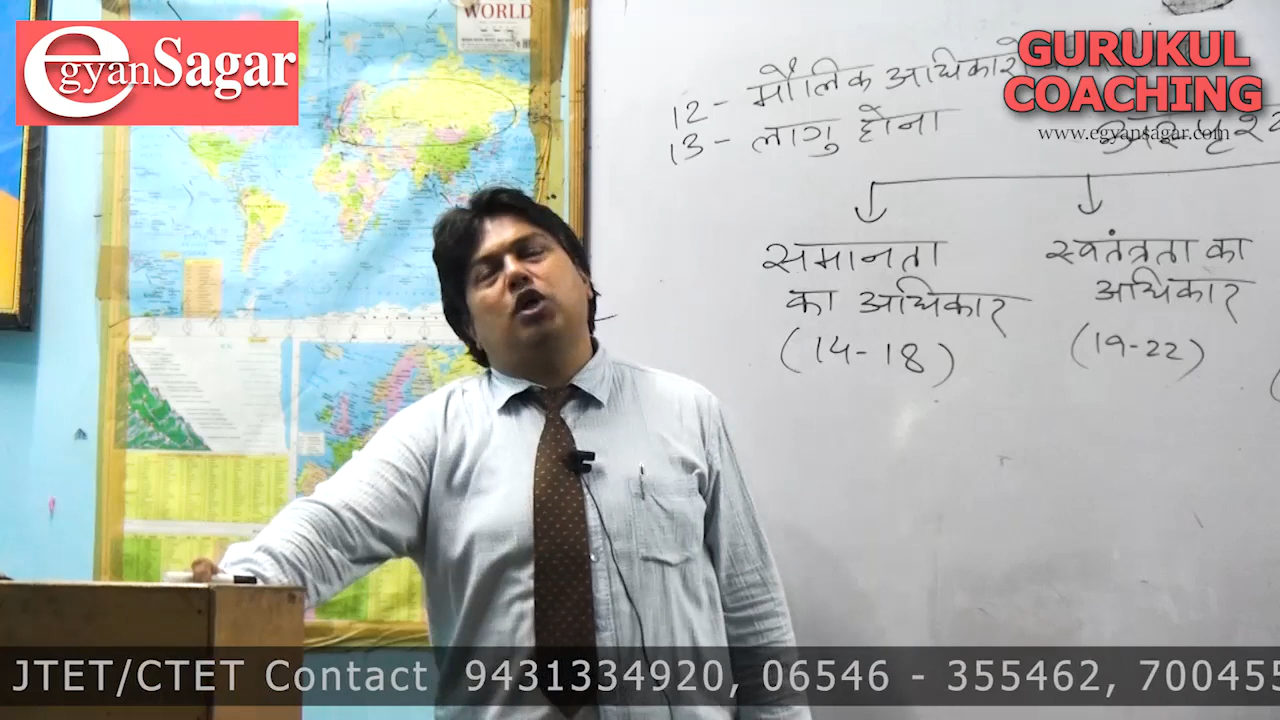 egyanSagar
WORLD
GURUKUL
COACHING
www.egyansagar.com
12 - मौलिक अधिकारो
13 - लागु होना
समानता
का अधिकार
(14-18)
स्वतंत्रता का
अधिकार
(19-22)
JTET/CTET Contact 9431334920, 06546 - 355462, 700455